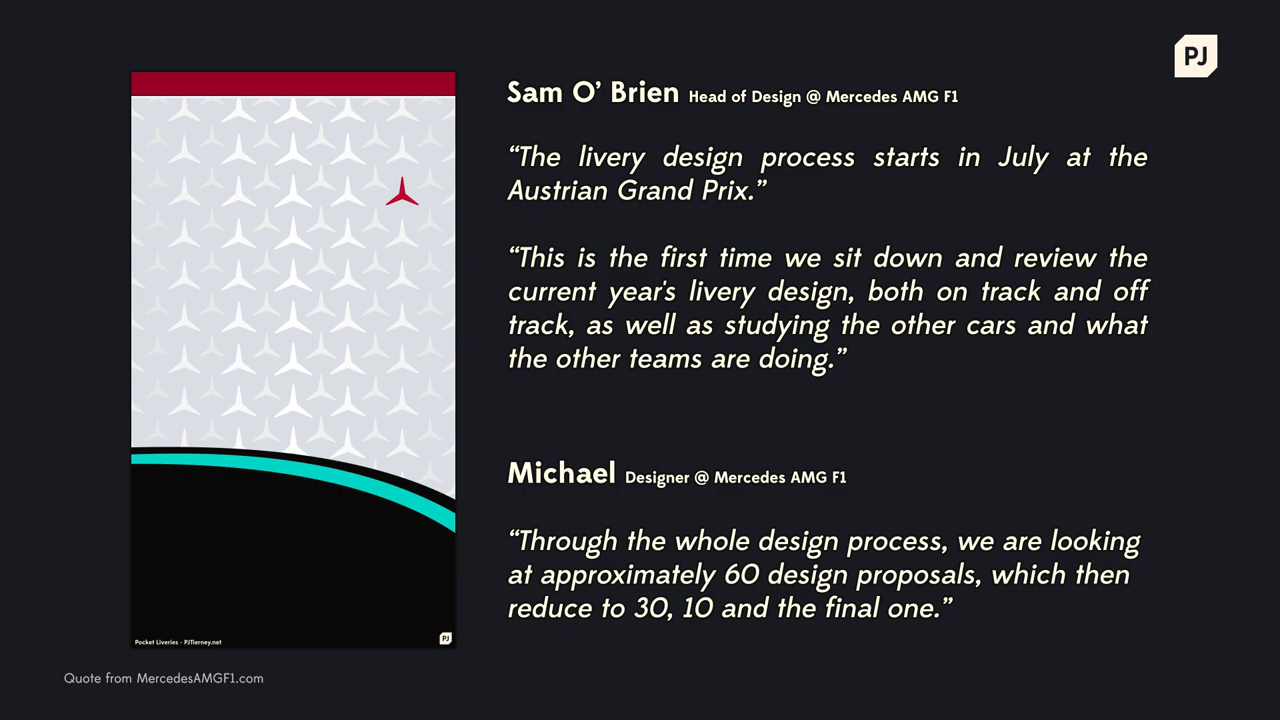 PJ
Sam O’ Brien Head of Design @ Mercedes AMG F1
“The livery design process starts in July at the
Austrian Grand Prix.”
“This is the first time we sit down and review the
current year's livery design, both on track and off
track, as well as studying the other cars and what
the other teams are doing.”
Michael Designer @ Mercedes AMG F1
“Through the whole design process, we are looking
at approximately 60 design proposals, which then
reduce to 30, 10 and the final one.”
Pocket Liveries - PJTierney.net
PJ
Quote from MercedesAMGF1.com